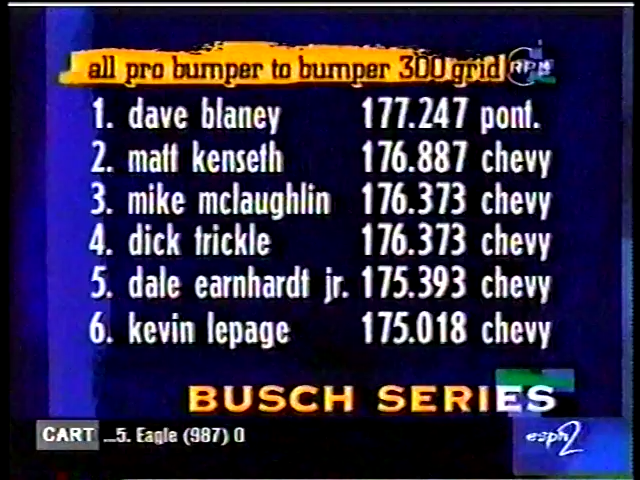 all pro bumper to bumper 300 grid RPM
1. dave blaney 177.247 pont.
2. matt kenseth 176.887 chevy
3. mike mclaughlin 176.373 chevy
4. dick trickle 176.373 chevy
5. dale earnhardt jr. 175.393 chevy
6. kevin lepage 175.018 chevy
BUSCH SERIES
CART ...5. Eagle (987) 0
espn2